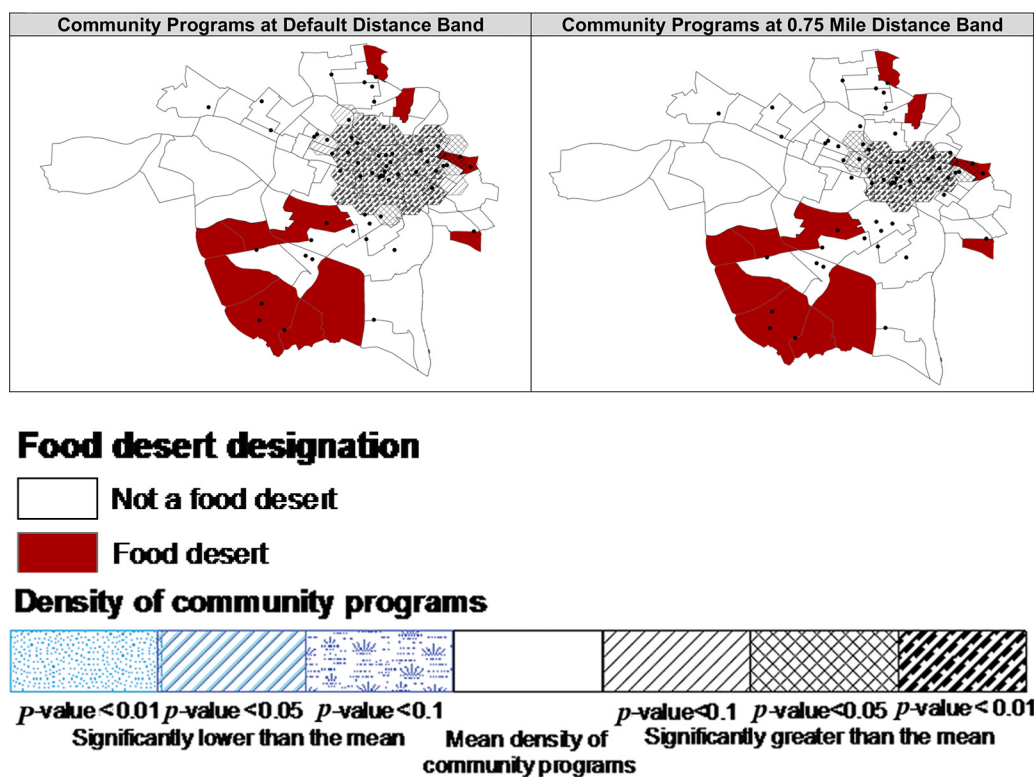 Community Programs at Default Distance Band
Community Programs at 0.75 Mile Distance Band
Food desert designation
Not a food desert
Food desert
Density of community programs
p-value<0.01
p-value<0.05
p-value<0.1
Significantly lower than the mean
Mean density of
community programs
p-value<0.1
p-value<0.05
p-value<0.01
Significantly greater than the mean